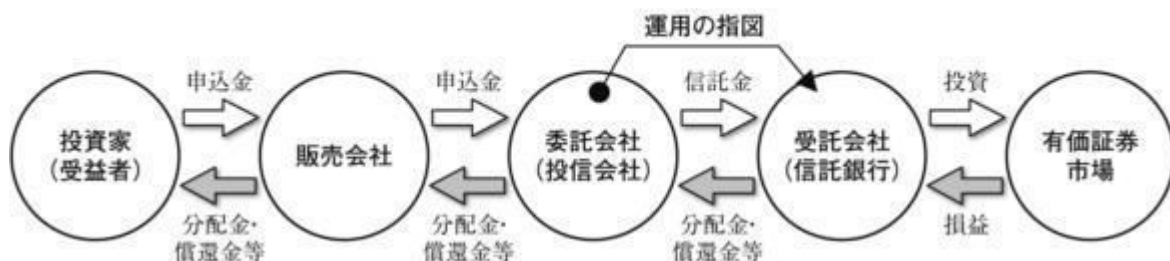 運用の指図
申込金
申込金
信託金
投資
投資家
(受益者)
販売会社
委託会社
(投信会社)
受託会社
(信託銀行)
有価証券
市場
分配金・
償還金等
分配金・
償還金等
分配金・
償還金等
損益